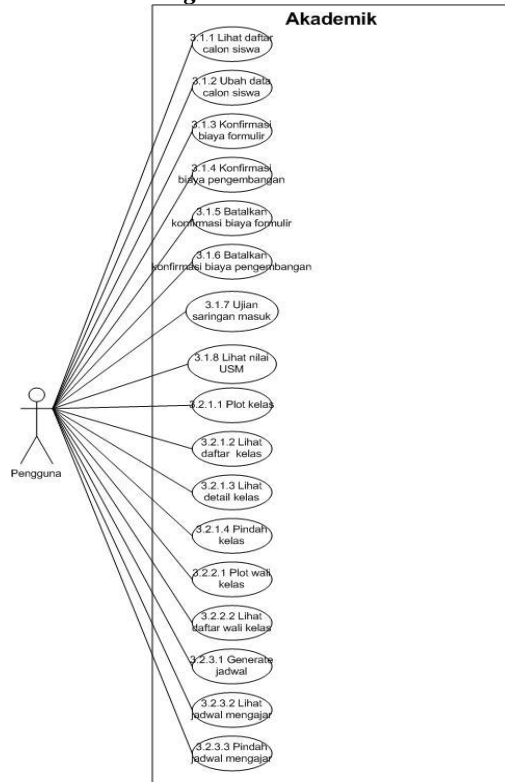 Akademik
3.1.1 Lihat daftar
calon siswa
3.1.2 Ubah data
calon siswa
3.1.3 Konfirmasi
biaya formulir
3.1.4 Konfirmasi
biaya pengembangan
3.1.5 Batalkan
konfirmasi biaya formulir
3.1.6 Batalkan
konfirmasi biaya pengembangan
3.1.7 Ujian
saringan masuk
3.1.8 Lihat nilai
USM
3.2.1.1 Plot kelas
3.2.1.2 Lihat
daftar kelas
3.2.1.3 Lihat
detail kelas
3.2.1.4 Pindah
kelas
3.2.2.1 Plot wali
kelas
3.2.2.2 Lihat
daftar wali kelas
3.2.3.1 Generate
jadwal
3.2.3.2 Lihat
jadwal mengajar
3.2.3.3 Pindah
jadwal mengajar
Pengguna